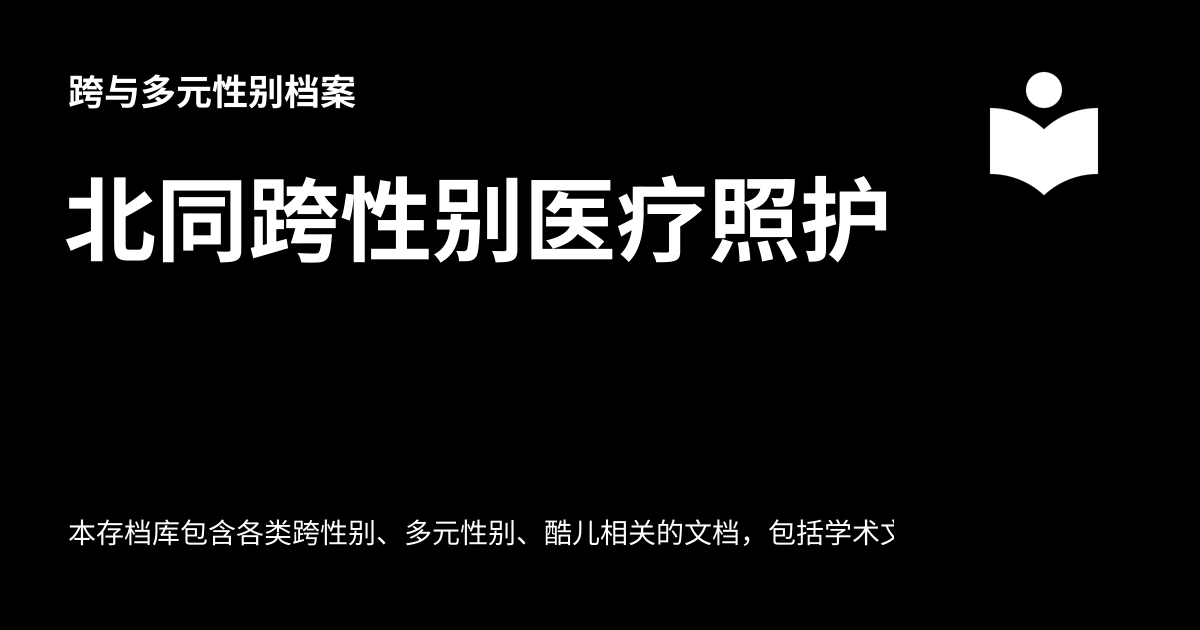 跨与多元性别档案
北同跨性别医疗照护
本存档库包含各类跨性别、多元性别、酷儿相关的文档，包括学术